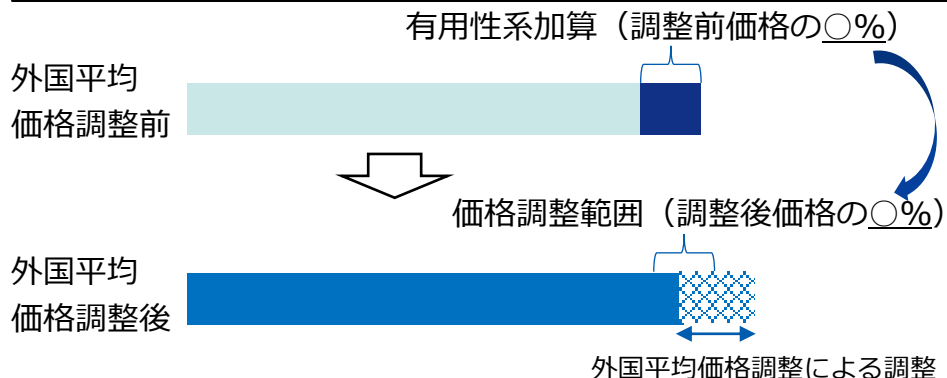 有用性系加算（調整前価格の○%）
外国平均
価格調整前
価格調整範囲（調整後価格の○%）
外国平均
価格調整後
外国平均価格調整による調整